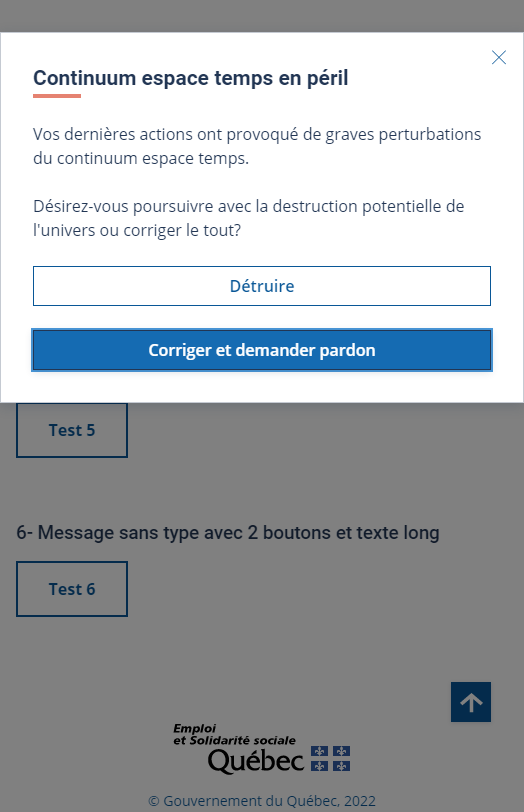 Continuum espace temps en péril
Vos dernières actions ont provoqué de graves perturbations
du continuum espace temps.
Désirez-vous poursuivre avec la destruction potentielle de
l'univers ou corriger le tout?
Détruire
Corriger et demander pardon
Test 5
6- Message sans type avec 2 boutons et texte long
Test 6
Emploi
et Solidarité sociale
Québec
© Gouvernement du Québec, 2022